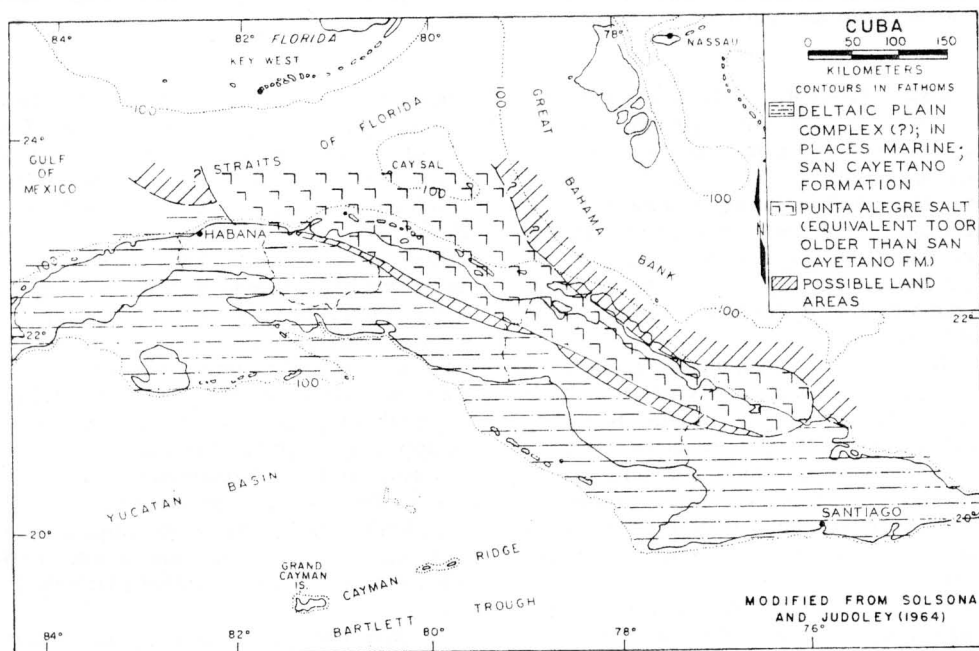 84°
82°
FLORIDA
80°
78°
KEY WEST
NASSAU
CUBA
0 50 100 150
KILOMETERS
CONTOURS IN FATHOMS
DELTAIC PLAIN
COMPLEX (?); IN
PLACES MARINE;
SAN CAYETANO
FORMATION
PUNTA ALEGRE SALT
(EQUIVALENT TO OR
OLDER THAN SAN
CAYETANO FM.)
POSSIBLE LAND
AREAS
100
100
GREAT
BAHAMA
BANK
24°
GULF
OF
MEXICO
STRAITS OF FLORIDA
CAY SAL
100
100
?
?
N
HABANA
100
100
22°
22°
100
YUCATAN BASIN
20°
SANTIAGO
20°
GRAND
CAYMAN
IS.
CAYMAN RIDGE
BARTLETT TROUGH
MODIFIED FROM SOLSONA
AND JUDOLEY (1964)
84°
82°
80°
78°
76°